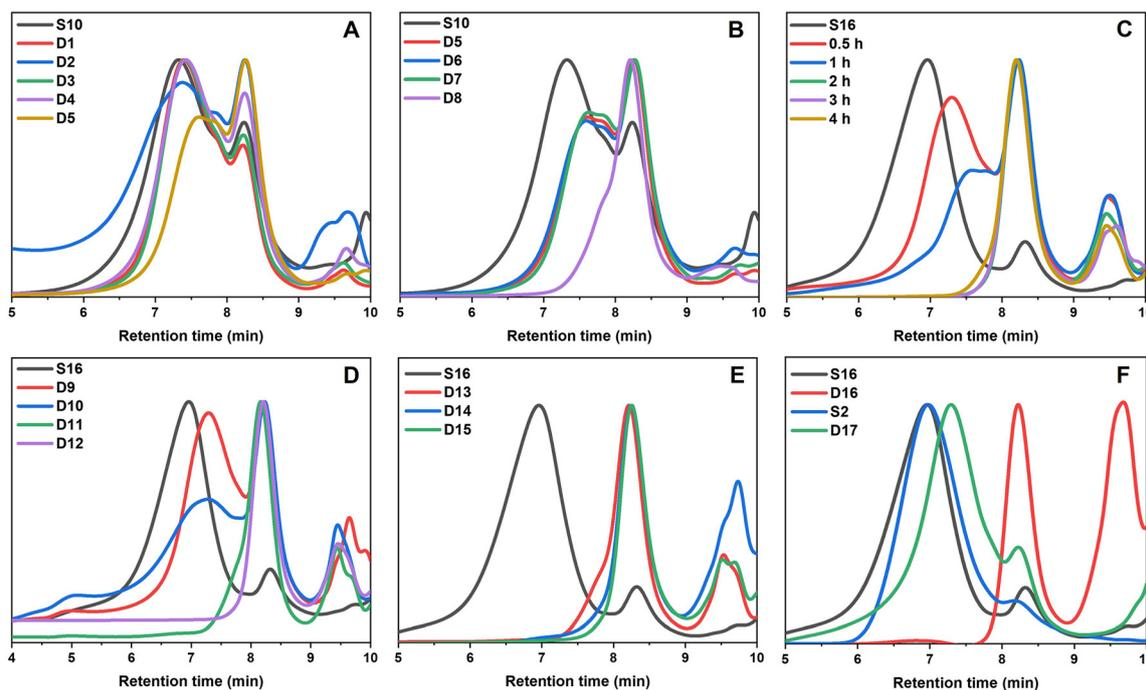 A
S10
D1
D2
D3
D4
D5
5 6 7 8 9 10
Retention time (min)
B
S10
D5
D6
D7
D8
5 6 7 8 9 10
Retention time (min)
C
S16
0.5 h
1 h
2 h
3 h
4 h
5 6 7 8 9 10
Retention time (min)
D
S16
D9
D10
D11
D12
4 5 6 7 8 9 10
Retention time (min)
E
S16
D13
D14
D15
5 6 7 8 9 10
Retention time (min)
F
S16
D16
S2
D17
5 6 7 8 9 10
Retention time (min)